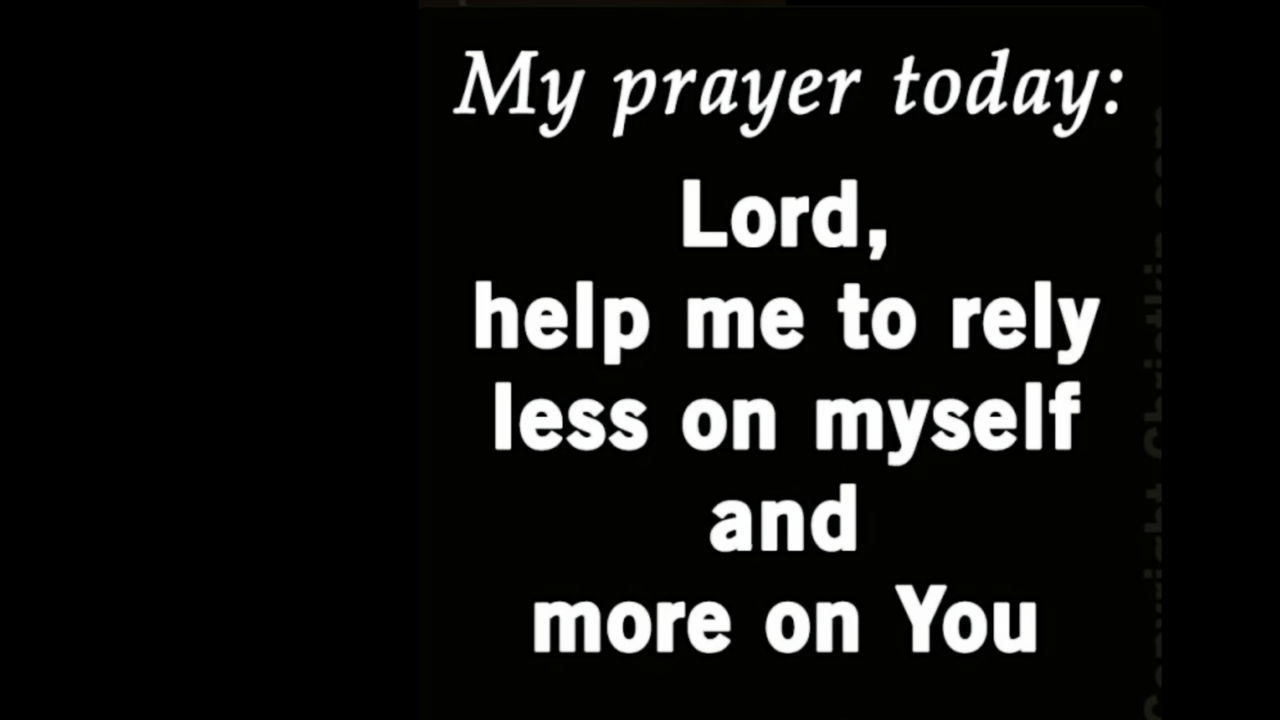 My prayer today:
Lord,
help me to rely
less on myself
and
more on You